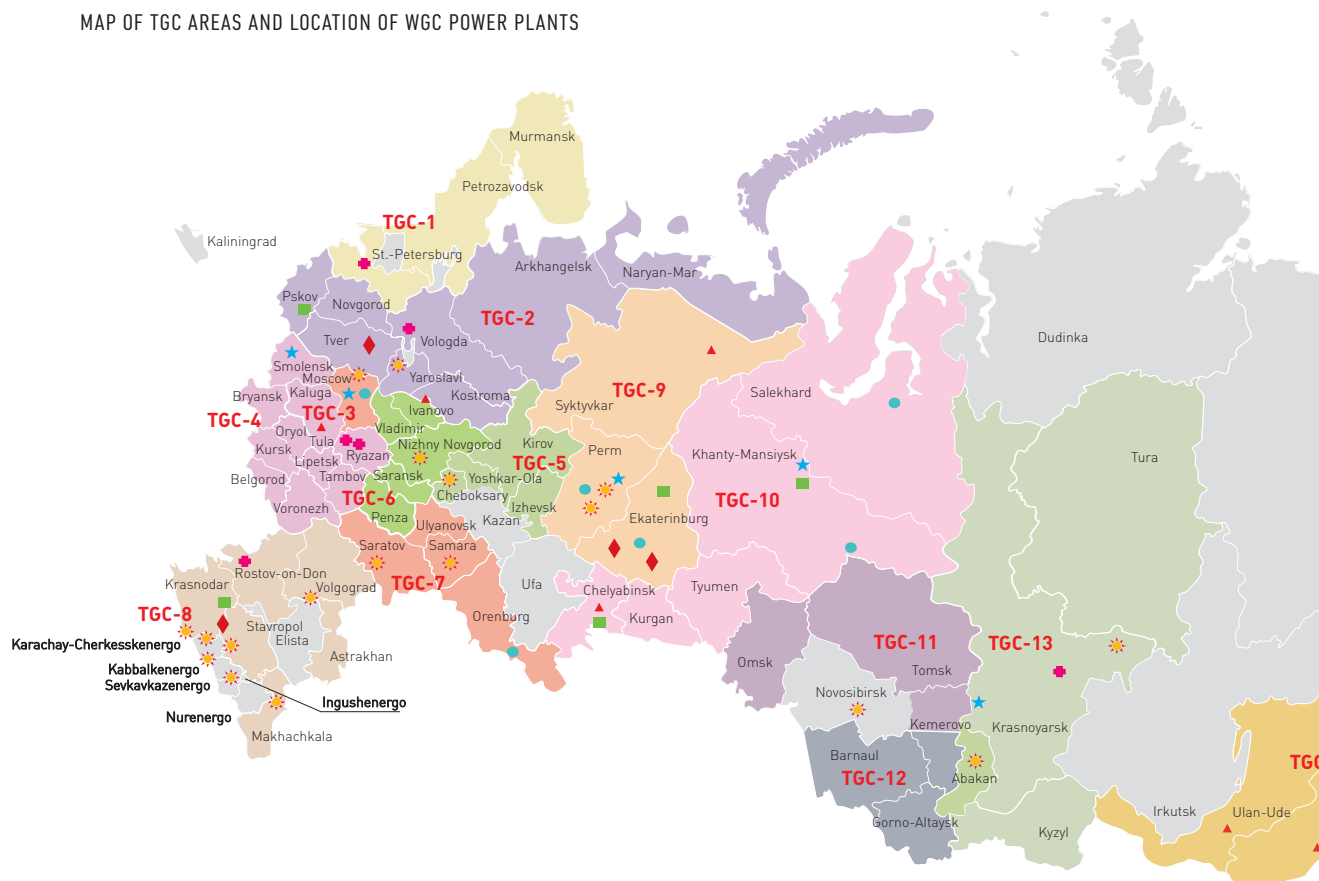 MAP OF TGC AREAS AND LOCATION OF WGC POWER PLANTS
Murmansk
Petrozavodsk
TGC-1
Kaliningrad
St.-Petersburg
Arkhangelsk
Naryan-Mar
Pskov
Novgorod
TGC-2
Dudinka
Tver
Vologda
Smolensk
Moscow
Yaroslavl
TGC-9
Salekhard
Bryansk
Kaluga
Kostroma
Syktyvkar
TGC-4
TGC-3
Ivanovo
Vladimir
Oryol
Tula
Nizhny Novgorod
Kirov
Perm
Khanty-Mansiysk
Tura
Kursk
Ryazan
Lipetsk
TGC-5
Belgorod
Tambov
Saransk
Yoshkar-Ola
TGC-6
Cheboksary
TGC-10
Voronezh
Izhevsk
Penza
Kazan
Ekaterinburg
Ulyanovsk
Saratov
Samara
Rostov-on-Don
Krasnodar
TGC-7
Ufa
Volgograd
Chelyabinsk
Tyumen
TGC-8
Orenburg
Kurgan
Stavropol
Elista
Karachay-Cherkesskenergo
TGC-11
TGC-13
Astrakhan
Omsk
Kabbalkenergo
Tomsk
Sevkavkazenergo
Novosibirsk
Ingushenergo
Nurenergo
Kemerovo
Krasnoyarsk
Makhachkala
Barnaul
TGC
TGC-12
Abakan
Irkutsk
Ulan-Ude
Gorno-Altaysk
Kyzyl